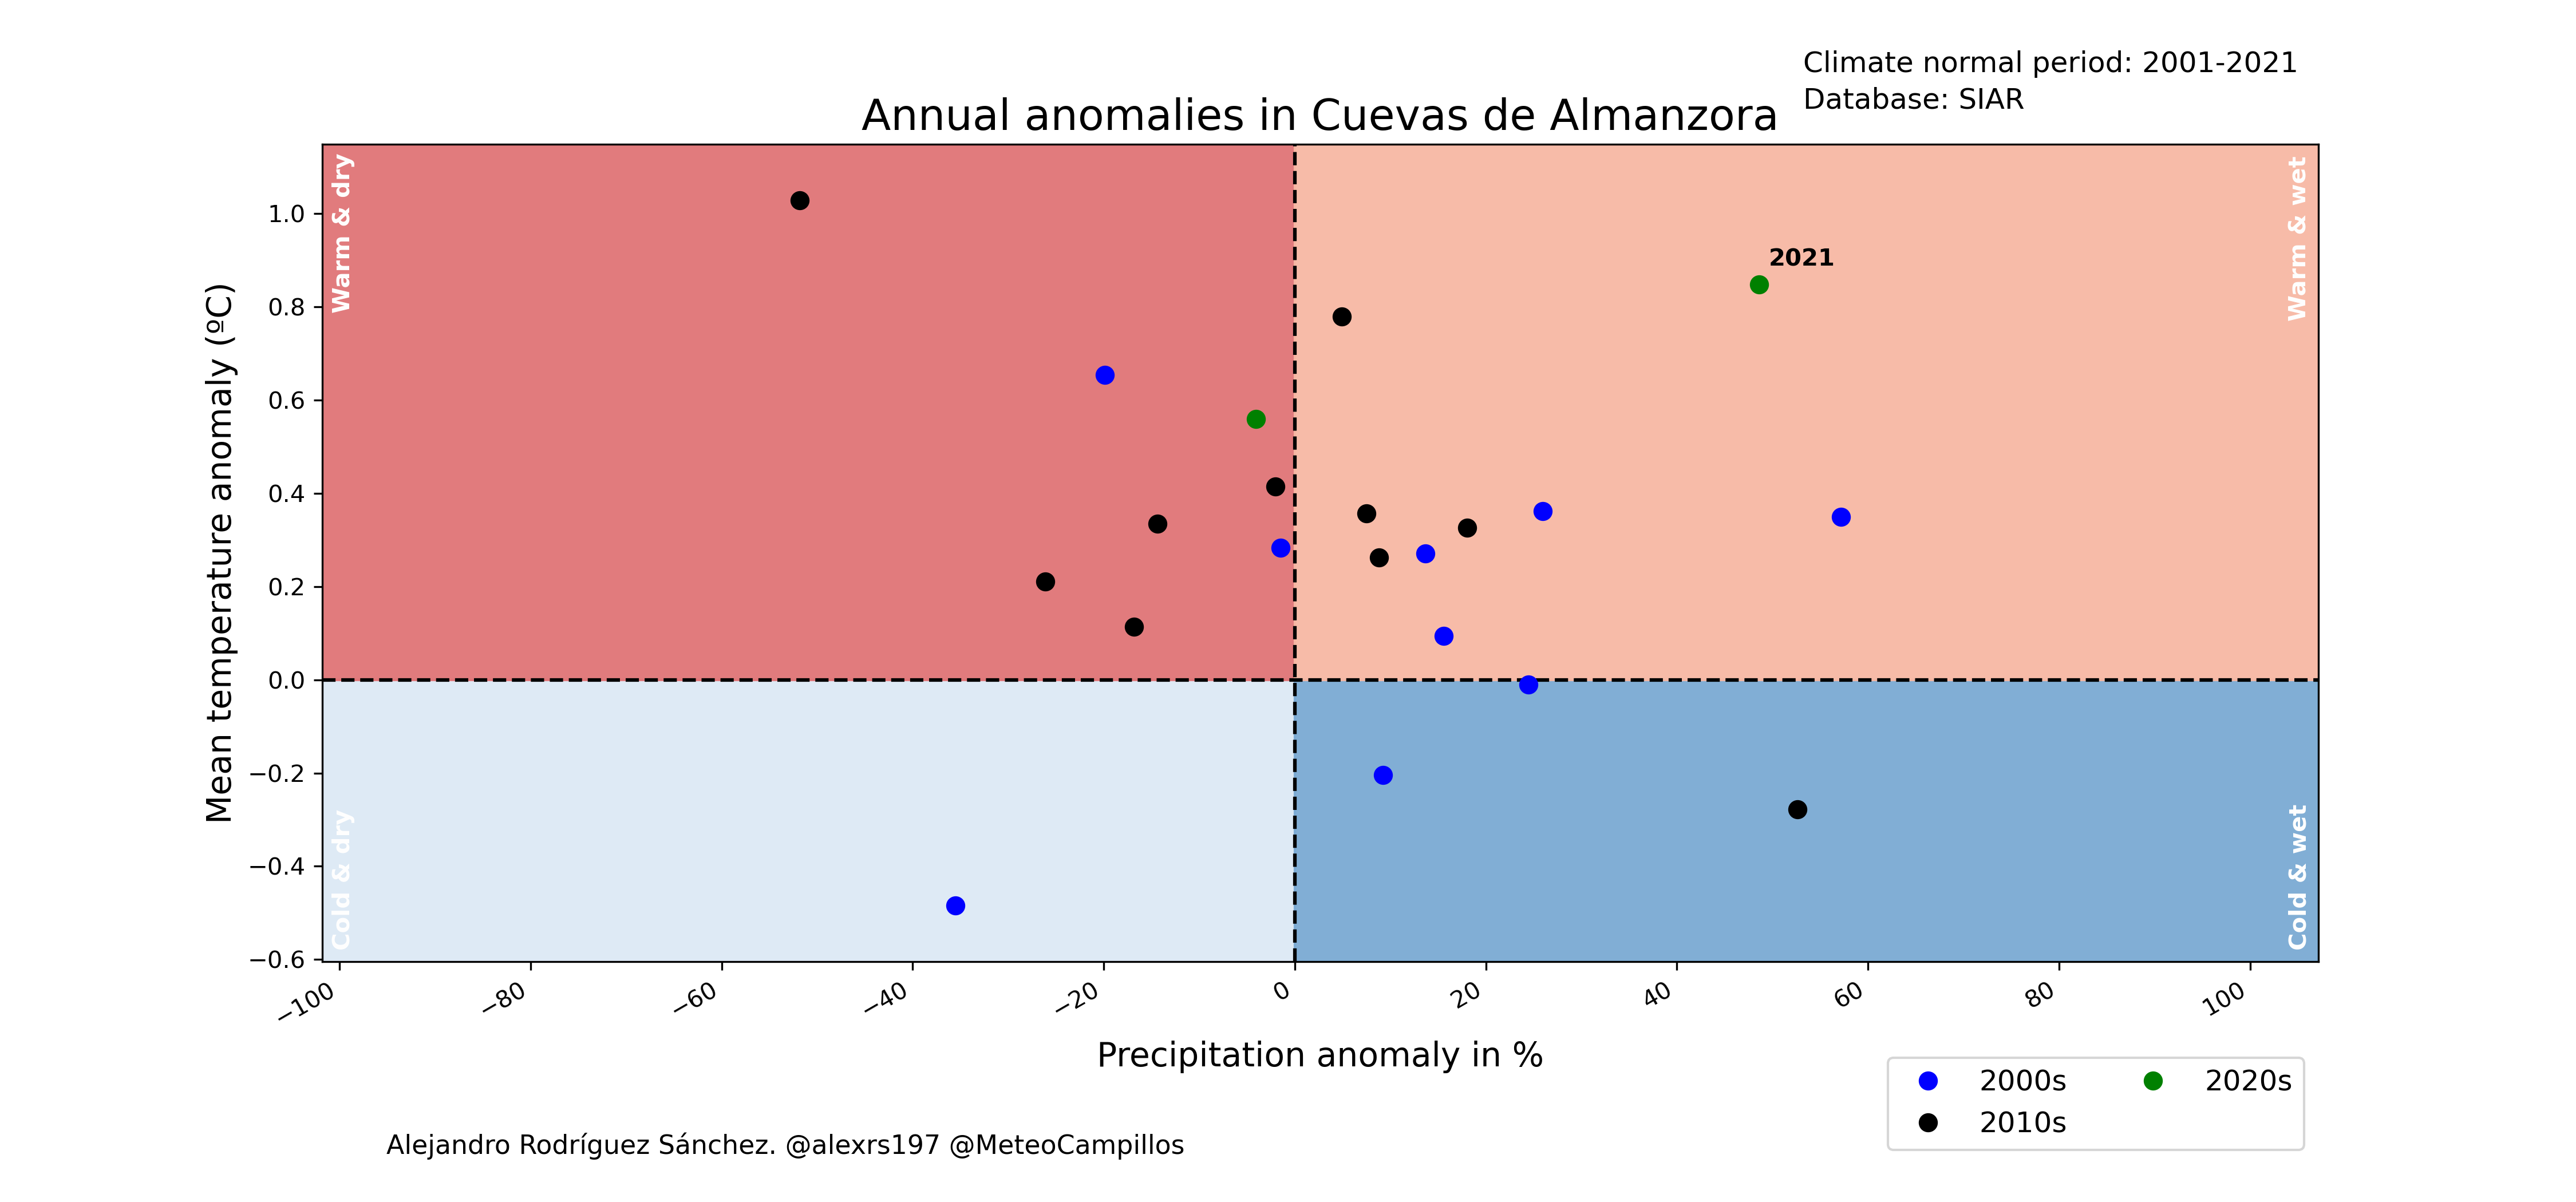 Climate normal period: 2001-2021
Database: SIAR
Annual anomalies in Cuevas de Almanzora
Warm & dry
Warm & wet
2021
Mean temperature anomaly (ºC)
1.0
0.8
0.6
0.4
0.2
0.0
−0.2
−0.4
−0.6
Cold & dry
Cold & wet
−100 −80 −60 −40 −20 0 20 40 60 80 100
Precipitation anomaly in %
2000s 2020s
2010s
Alejandro Rodríguez Sánchez. @alexrs197 @MeteoCampillos